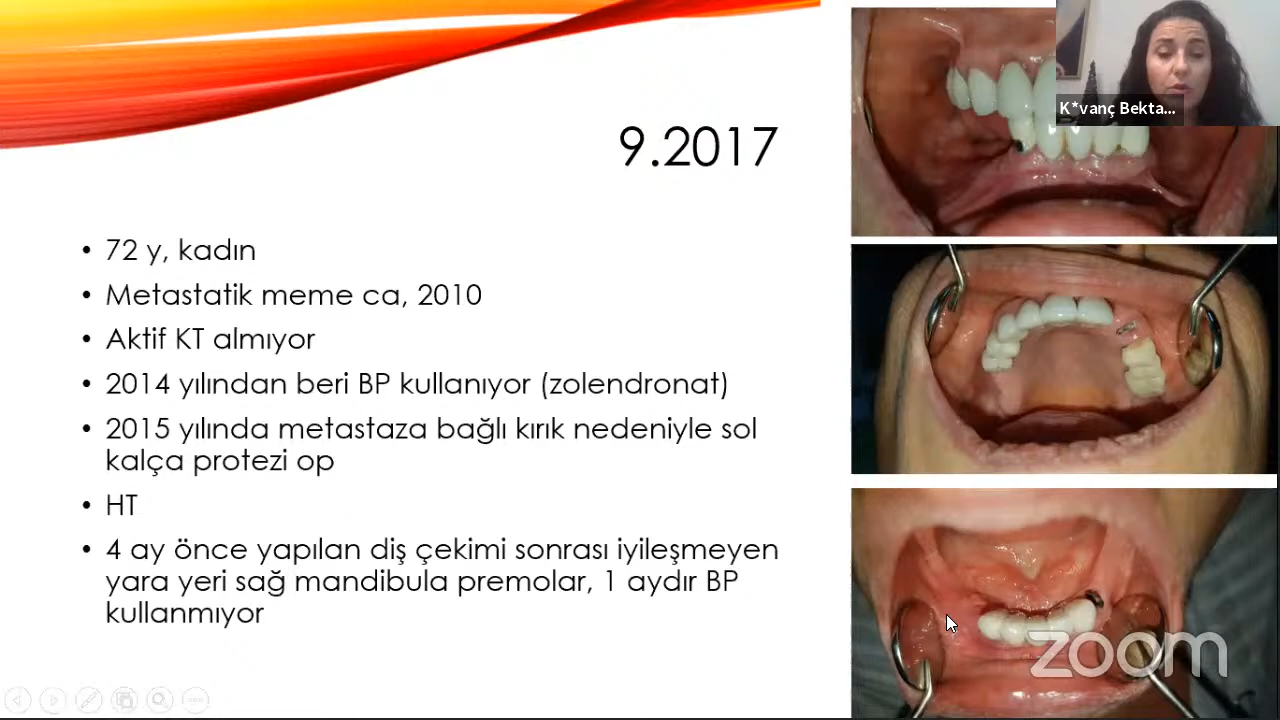 9.2017
• 72 y, kadın
• Metastatik meme ca, 2010
• Aktif KT almıyor
• 2014 yılından beri BP kullanıyor (zolendronat)
• 2015 yılında metastaza bağlı kırık nedeniyle sol
kalça protezi op
• HT
• 4 ay önce yapılan diş çekimi sonrası iyileşmeyen
yara yeri sağ mandibula premolar, 1 aydır BP
kullanmıyor
K*vanç Bekta...
zoom